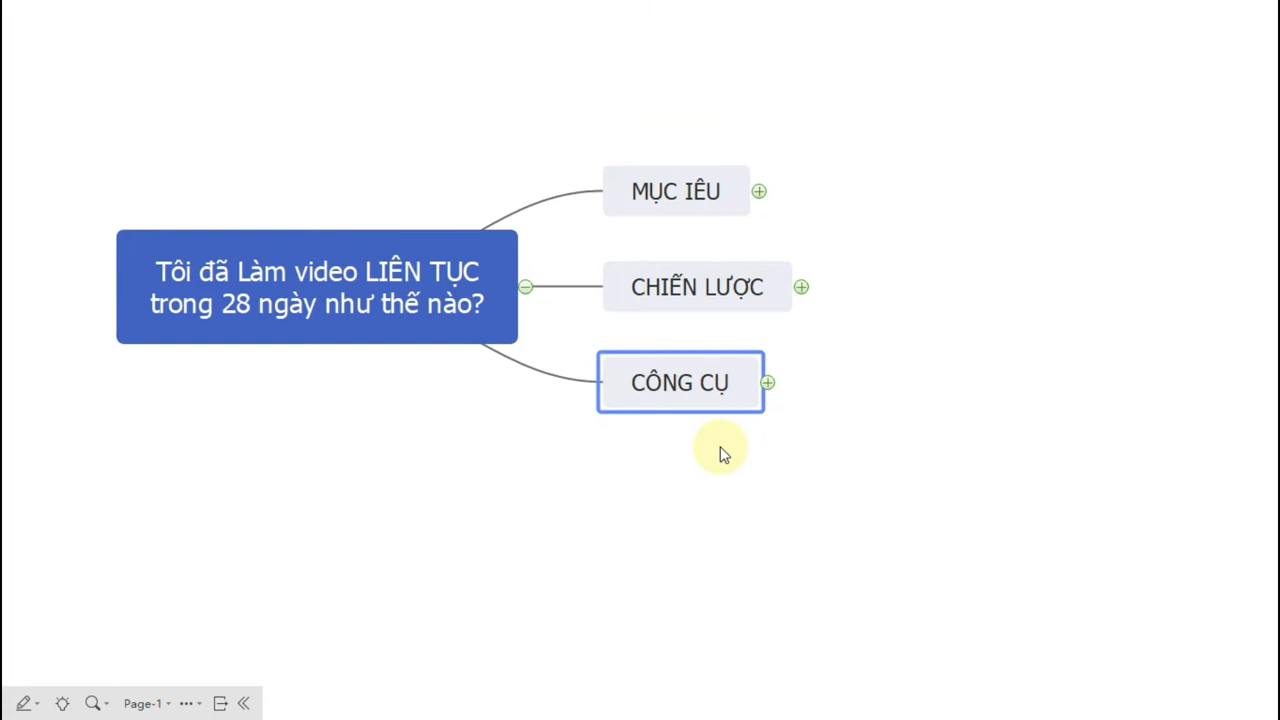 MỤC IÊU
Tôi đã Làm video LIÊN TỤC
trong 28 ngày như thế nào?
CHIẾN LƯỢC
CÔNG CỤ
Page-1